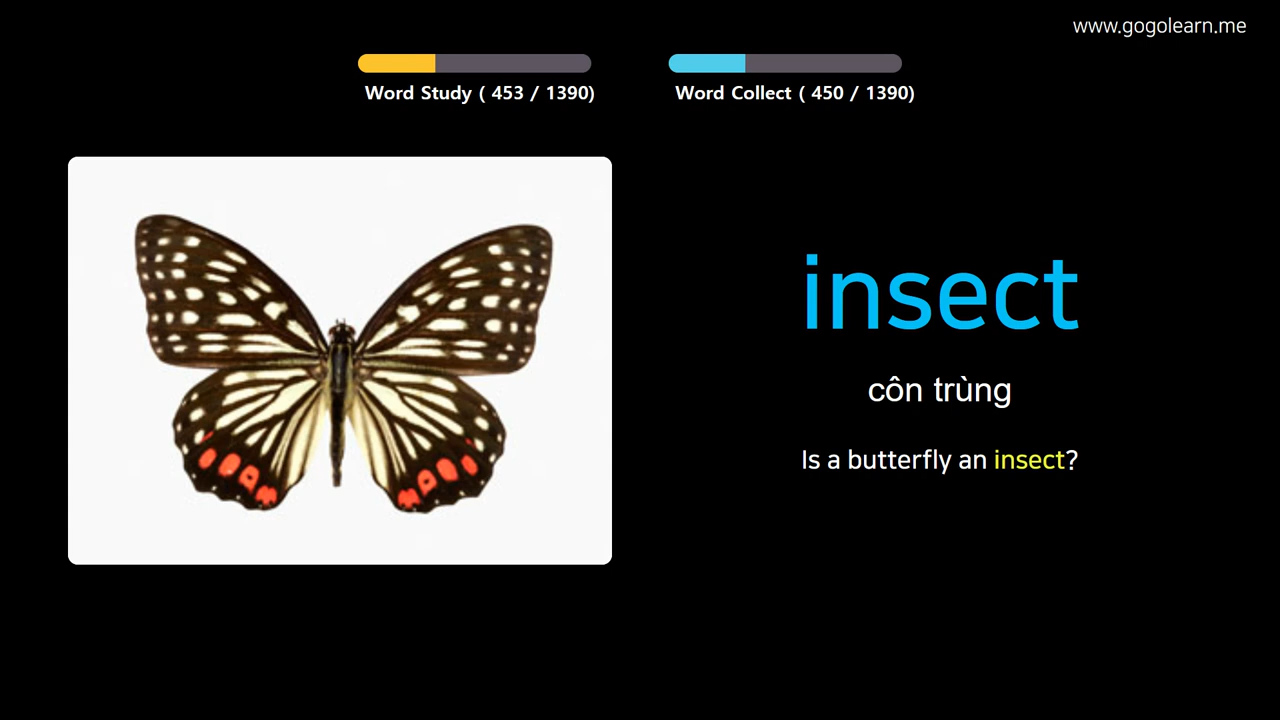 www.gogolearn.me
Word Study ( 453 / 1390)
Word Collect ( 450 / 1390)
insect
côn trùng
Is a butterfly an insect?